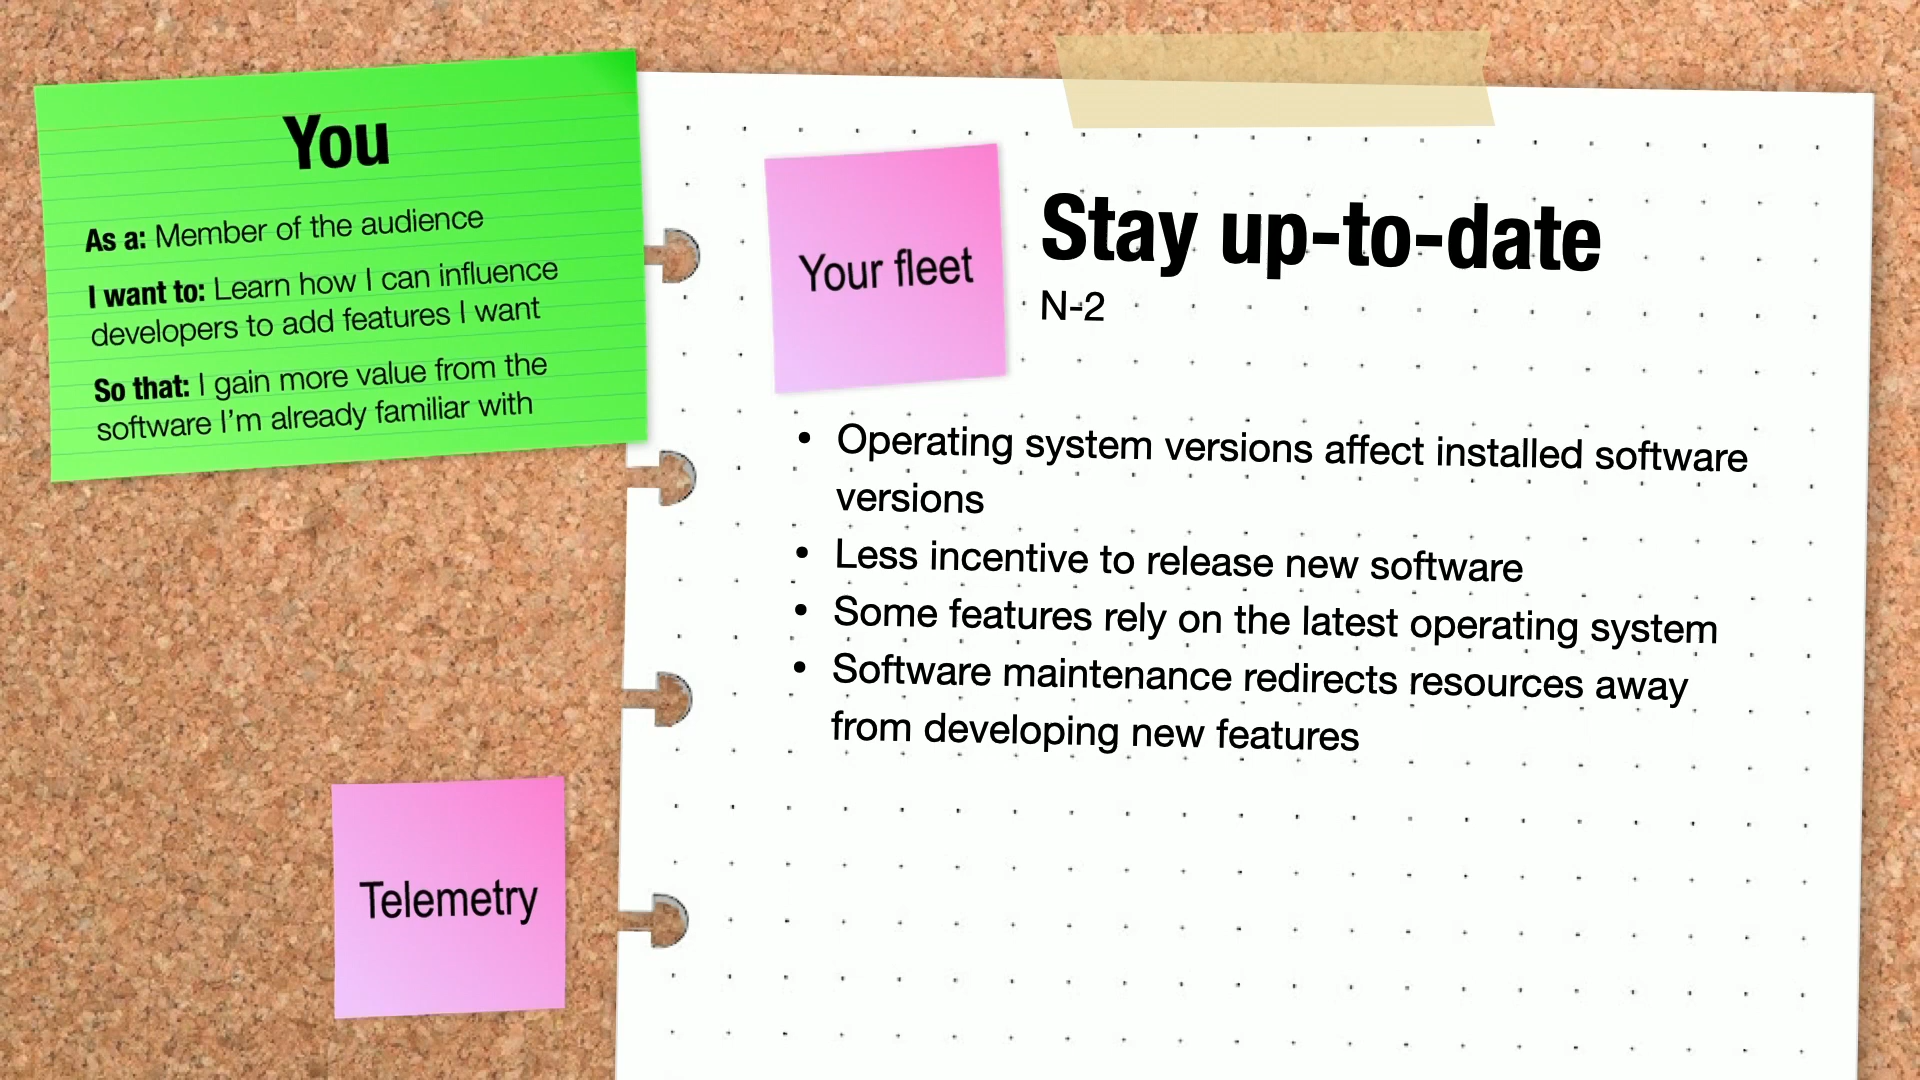 You
As a: Member of the audience
I want to: Learn how I can influence
developers to add features I want
So that: I gain more value from the
software I’m already familiar with
Your fleet
Stay up-to-date
N-2
• Operating system versions affect installed software
versions
• Less incentive to release new software
• Some features rely on the latest operating system
• Software maintenance redirects resources away
from developing new features
Telemetry